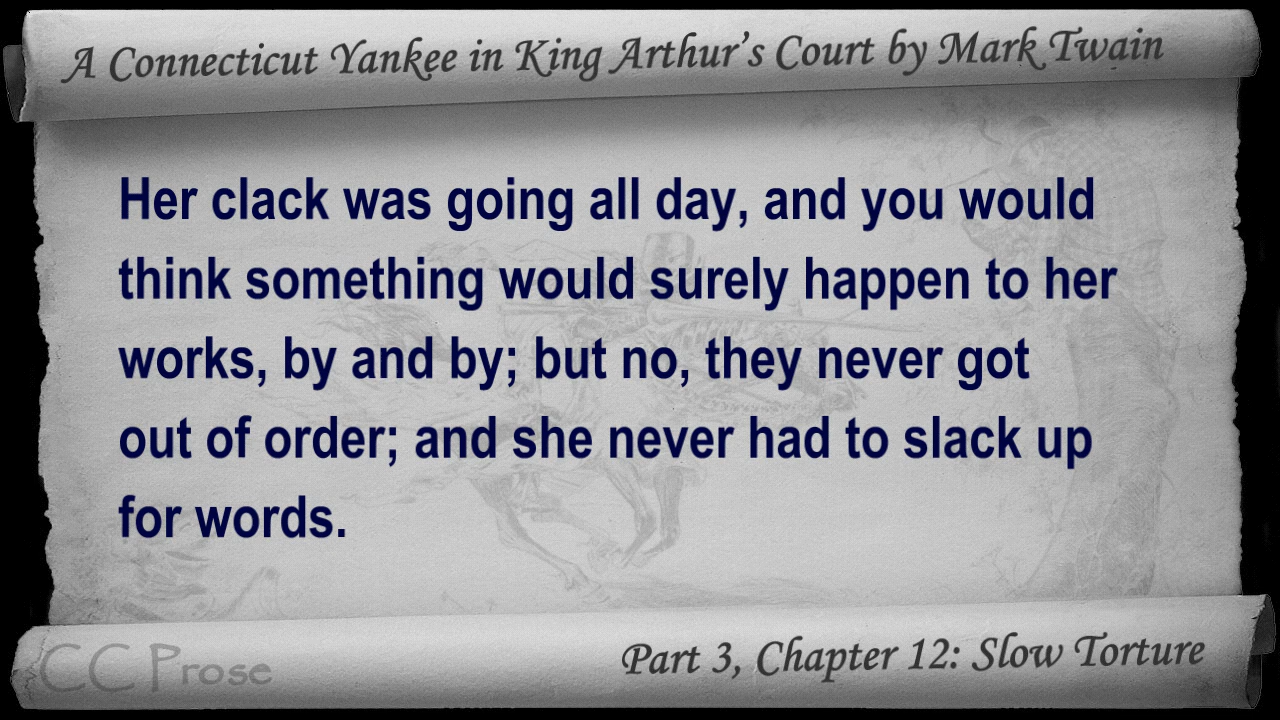 A Connecticut Yankee in King Arthur's Court by Mark Twain
Her clack was going all day, and you would
think something would surely happen to her
works, by and by; but no, they never got
out of order; and she never had to slack up
for words.
CC Prose
Part 3, Chapter 12: Slow Torture